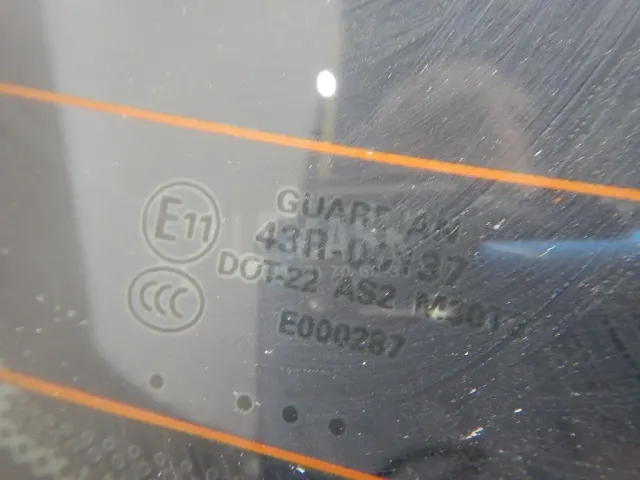 E11
GUARDIAN
DOT-22 AS2
CCC
E000287